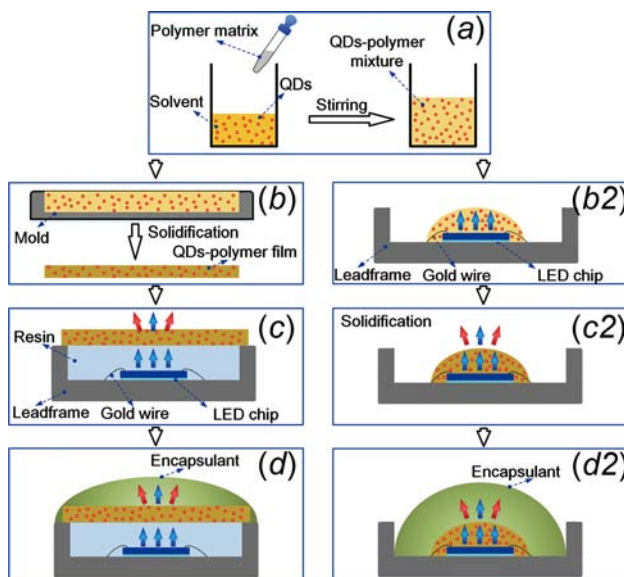 (a)
Polymer matrix
QDs
Solvent
Stirring
QDs-polymer
mixture
(b)
Mold
Solidification
QDs-polymer film
(b2)
Leadframe
Gold wire
LED chip
(c)
Resin
Leadframe
Gold wire
LED chip
Solidification
(c2)
Encapsulant
(d)
Encapsulant
(d2)